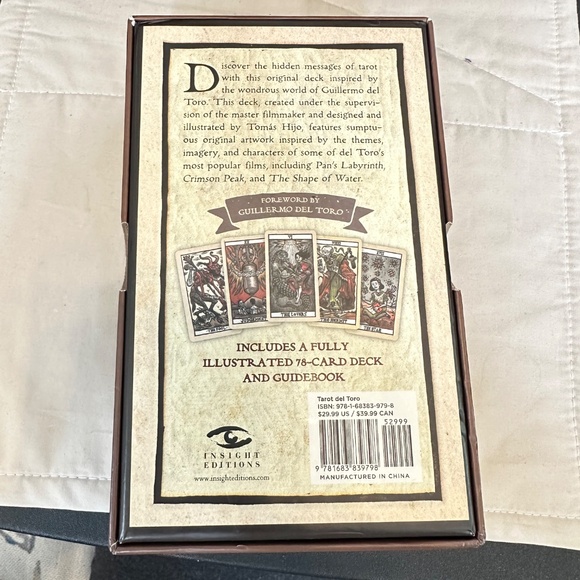 Discover the hidden messages of tarot
with this original deck inspired by
the wondrous world of Guillermo del
Toro. This deck, created under the supervi-
sion of the master filmmaker and designed and
illustrated by Tomás Hijo, features sumptu-
ous original artwork inspired by the themes,
imagery, and characters of some of del Toro's
most popular films, including Pan's Labyrinth,
Crimson Peak, and The Shape of Water.
FOREWORD BY
GUILLERMO DEL TORO
VI
THE LOVERS
THE STAR
INCLUDES A FULLY
ILLUSTRATED 78-CARD DECK
AND GUIDEBOOK
INSIGHT
EDITIONS
www.insighteditions.com
Tarot del Toro
ISBN: 978-1-68383-979-8
$29.99 US / $39.99 CAN
52999
9 781683 839798
MANUFACTURED IN CHINA